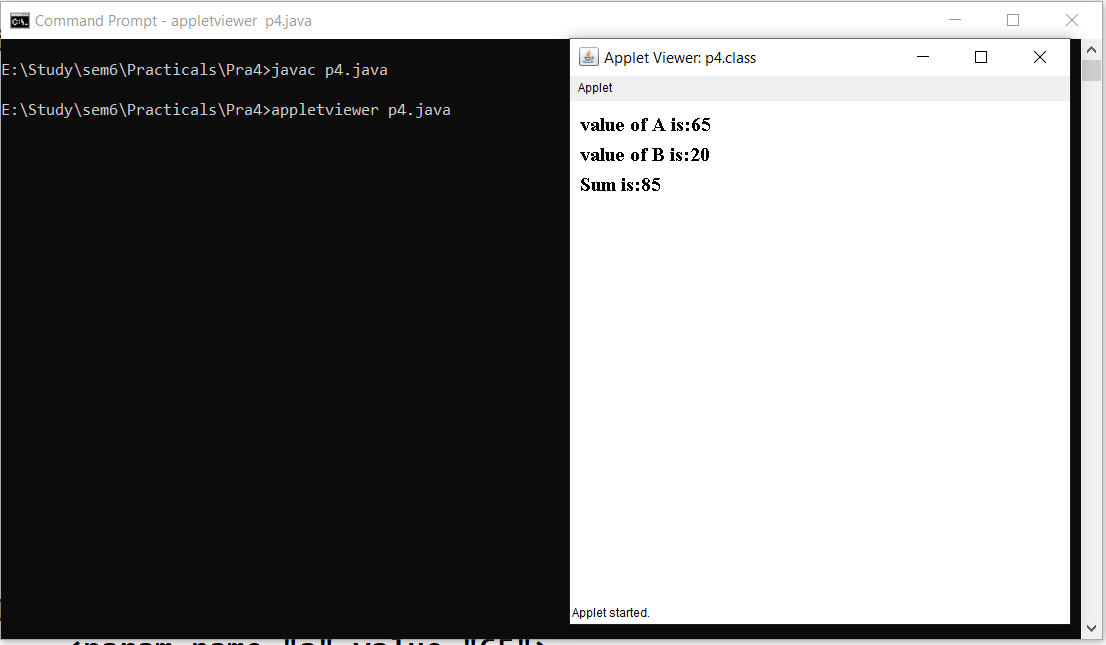 Command Prompt - appletviewer  p4.java
E:\Study\sem6\Practicals\Pra4>javac p4.java
E:\Study\sem6\Practicals\Pra4>appletviewer p4.java
Applet Viewer: p4.class
Applet
value of A is:65
value of B is:20
Sum is:85
Applet started.